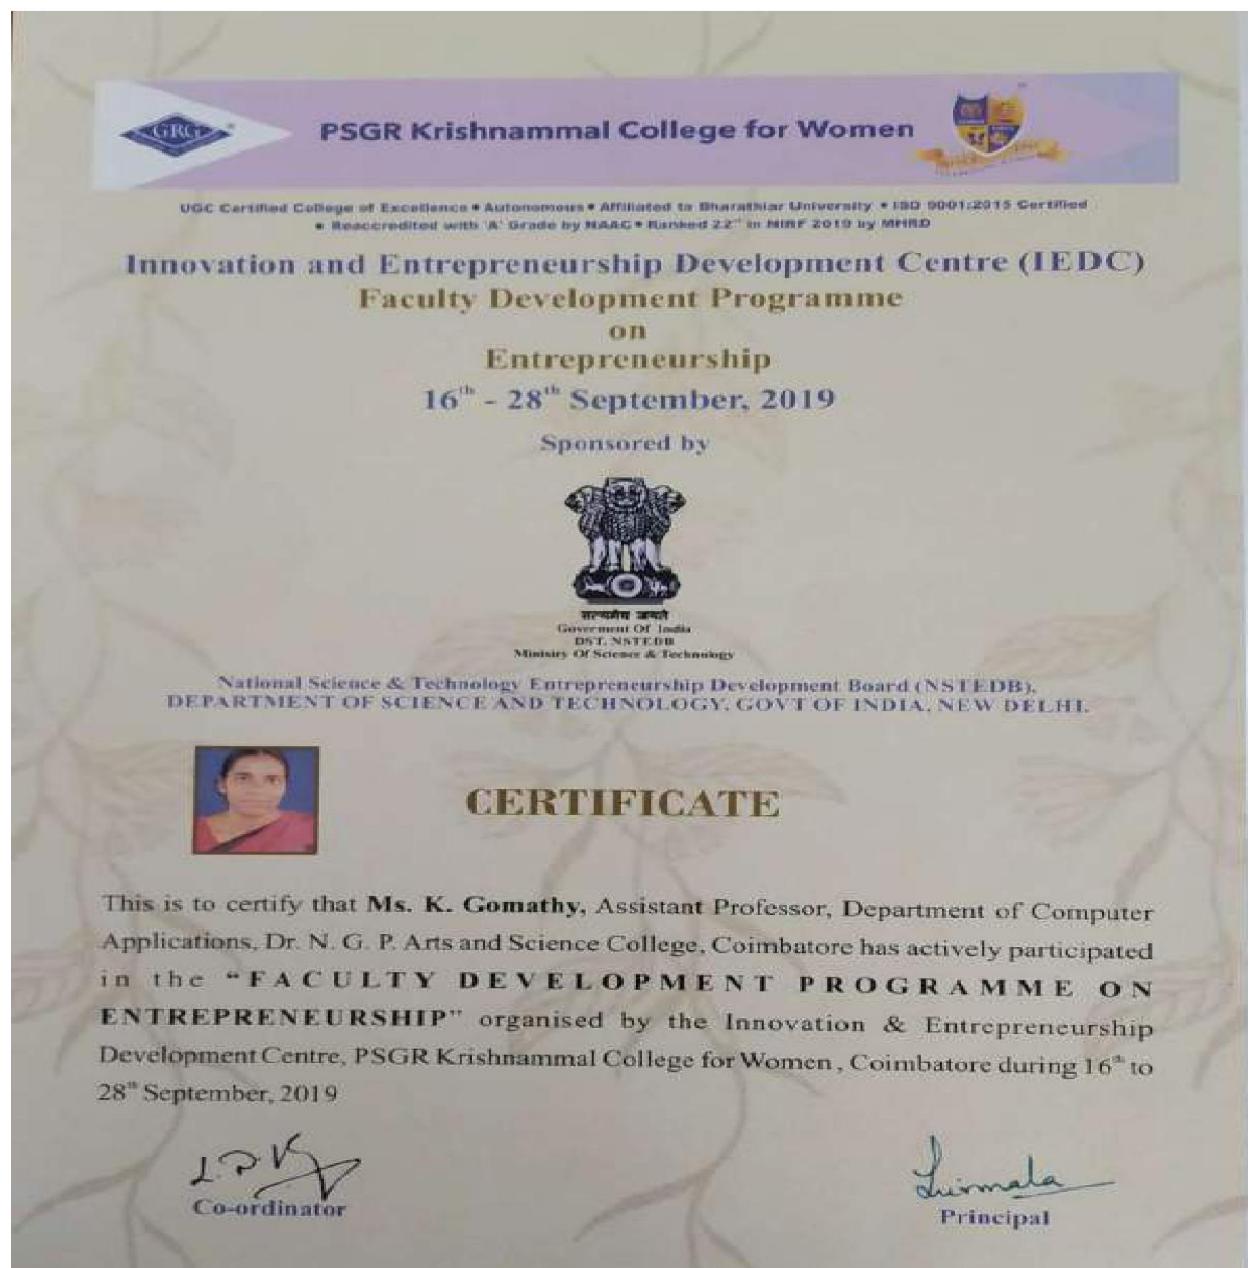 GRG
PSGR Krishnammal College for Women
UGC Certified College of Excellence • Autonomous • Affiliated to Bharathiar University • ISO 9001:2015 Certified
• Reaccredited with 'A' Grade by NAAC • Ranked 22nd in NIRF 2019 by MHRD
Innovation and Entrepreneurship Development Centre (IEDC)
Faculty Development Programme
on
Entrepreneurship
16th - 28th September, 2019
Sponsored by
सत्यमेव जयते
Goverment Of India
DST, NSTEDB
Ministry Of Science & Technology
National Science & Technology Entrepreneurship Development Board (NSTEDB),
DEPARTMENT OF SCIENCE AND TECHNOLOGY, GOVT OF INDIA, NEW DELHI.
CERTIFICATE
This is to certify that Ms. K. Gomathy, Assistant Professor, Department of Computer
Applications, Dr. N. G. P. Arts and Science College, Coimbatore has actively participated
in the “FACULTY DEVELOPMENT PROGRAMME ON
ENTREPRENEURSHIP” organised by the Innovation & Entrepreneurship
Development Centre, PSGR Krishnammal College for Women, Coimbatore during 16th to
28th September, 2019
Co-ordinator
Principal